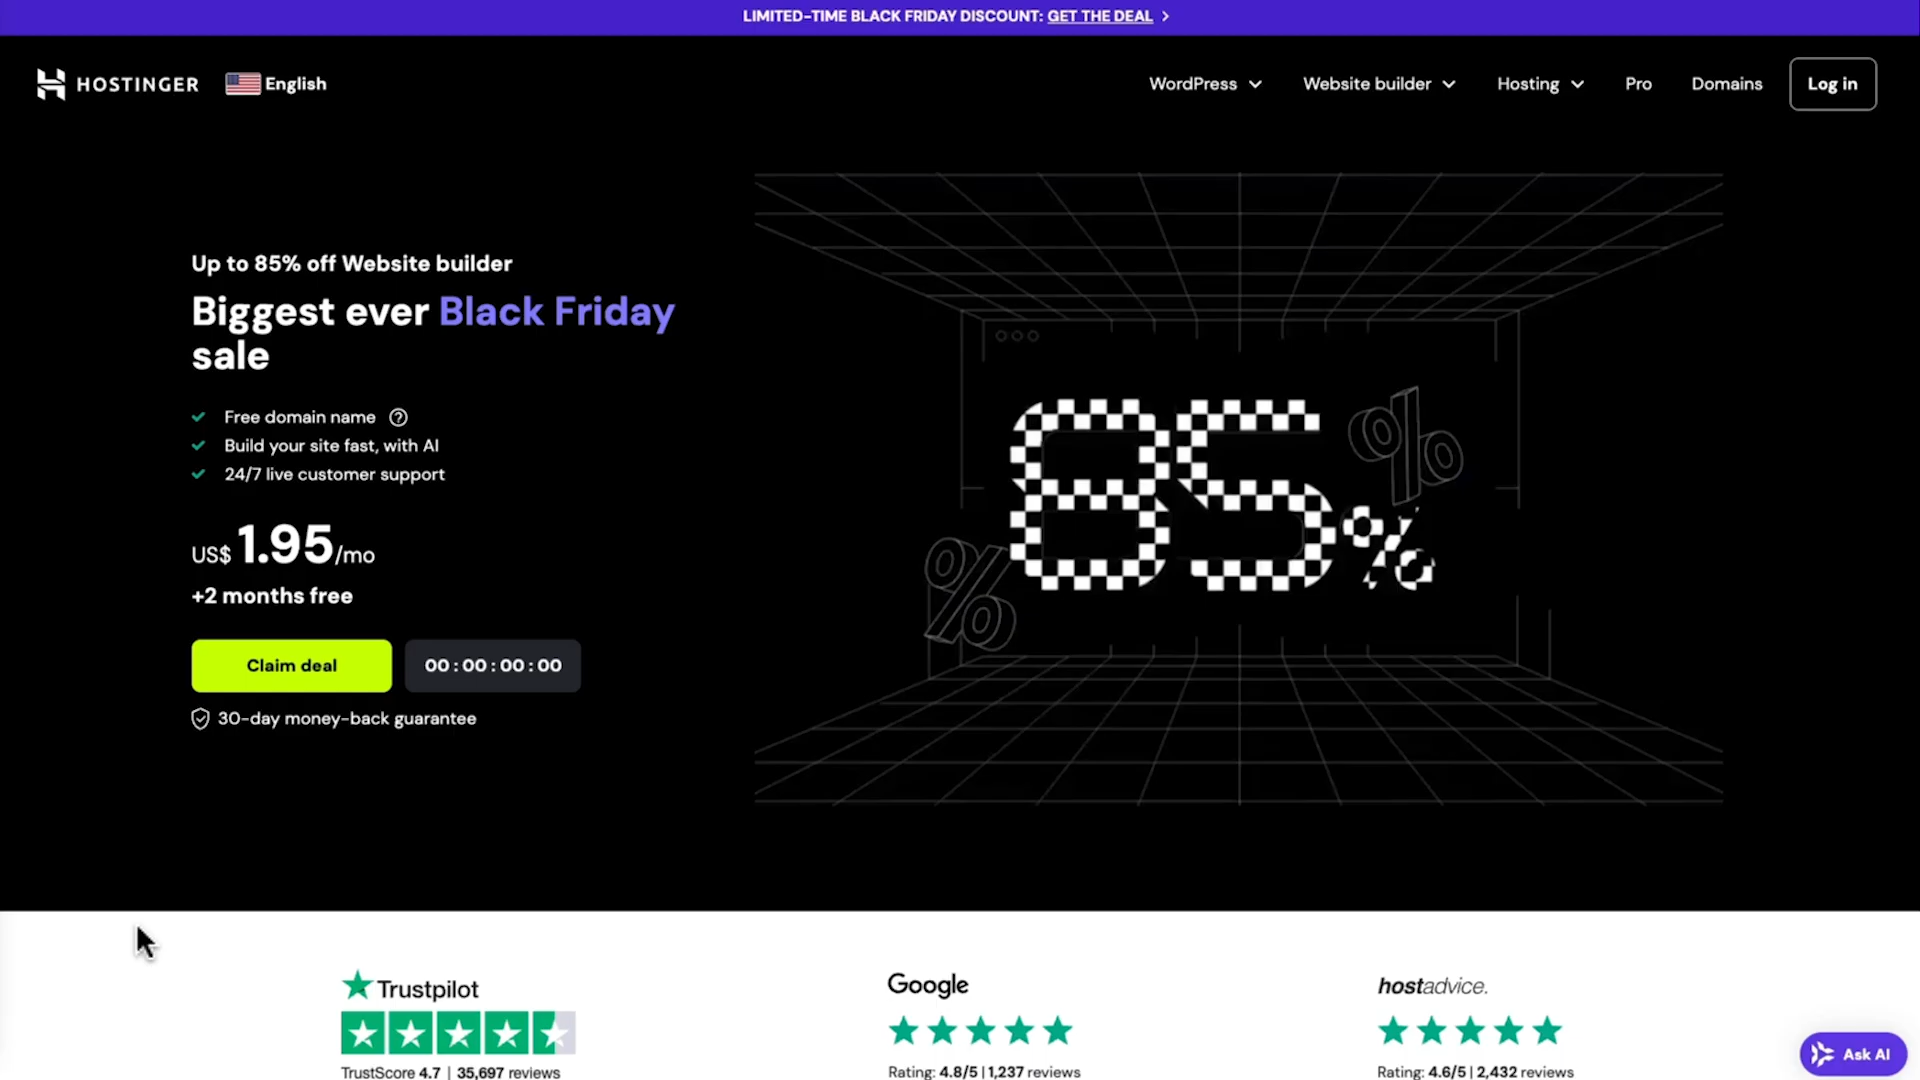 LIMITED-TIME BLACK FRIDAY DISCOUNT: GET THE DEAL
HOSTINGER English WordPress Website builder Hosting Pro Domains Log in
Up to 85% off Website builder
Biggest ever Black Friday
sale
Free domain name
Build your site fast, with AI
24/7 live customer support
US$ 1.95/mo
+2 months free
Claim deal 00:00:00:00
30-day money-back guarantee
85%
%
%
Trustpilot
TrustScore 4.7 | 35,697 reviews
Google
Rating: 4.8/5 | 1,237 reviews
hostadvice.
Rating: 4.6/5 | 2,432 reviews
Ask AI